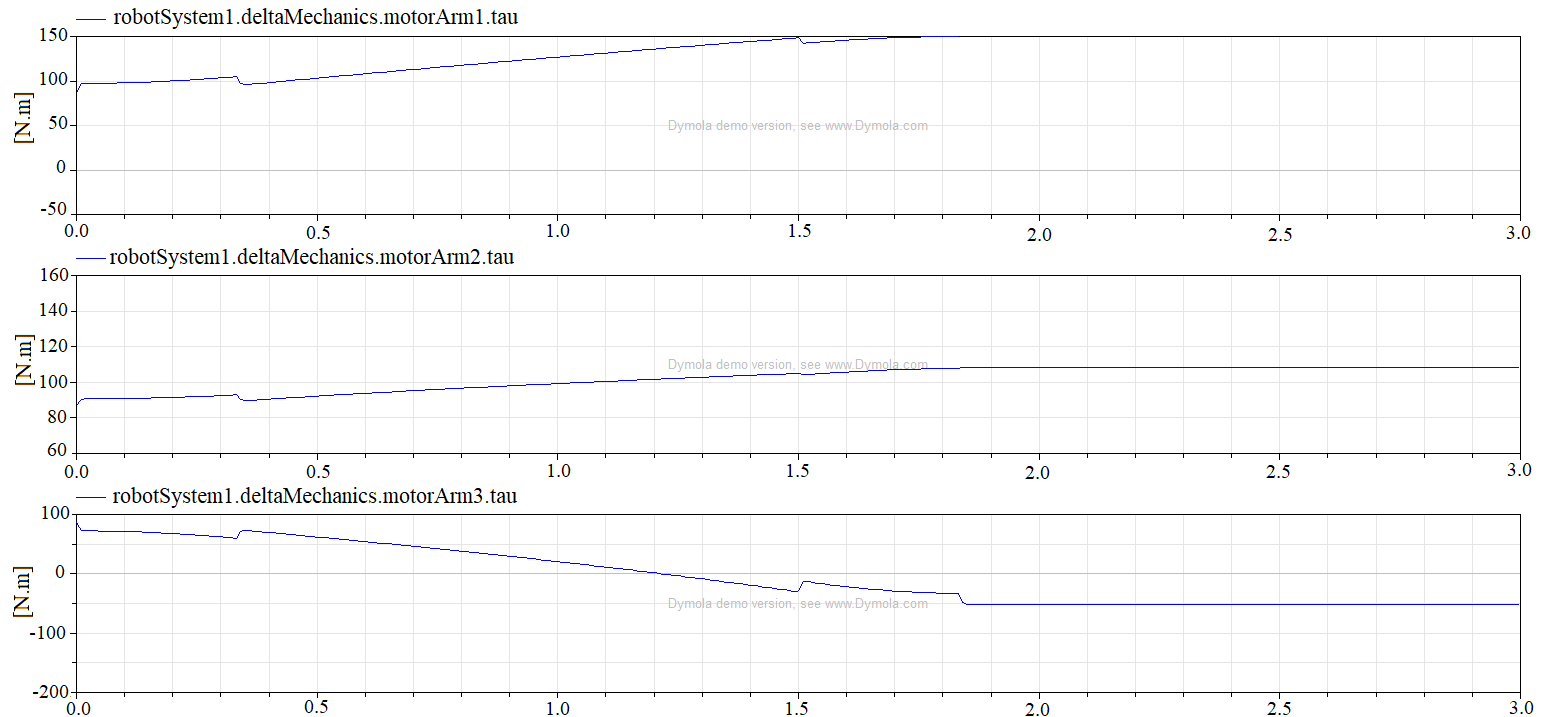 robotSystem1.deltaMechanics.motorArm1.tau
150
100
50
0
-50
[N.m]
Dymola demo version, see www.Dymola.com
0.0 0.5 1.0 1.5 2.0 2.5 3.0
robotSystem1.deltaMechanics.motorArm2.tau
160
140
120
100
80
60
[N.m]
Dymola demo version, see www.Dymola.com
0.0 0.5 1.0 1.5 2.0 2.5 3.0
robotSystem1.deltaMechanics.motorArm3.tau
100
0
-100
-200
[N.m]
Dymola demo version, see www.Dymola.com
0.0 0.5 1.0 1.5 2.0 2.5 3.0